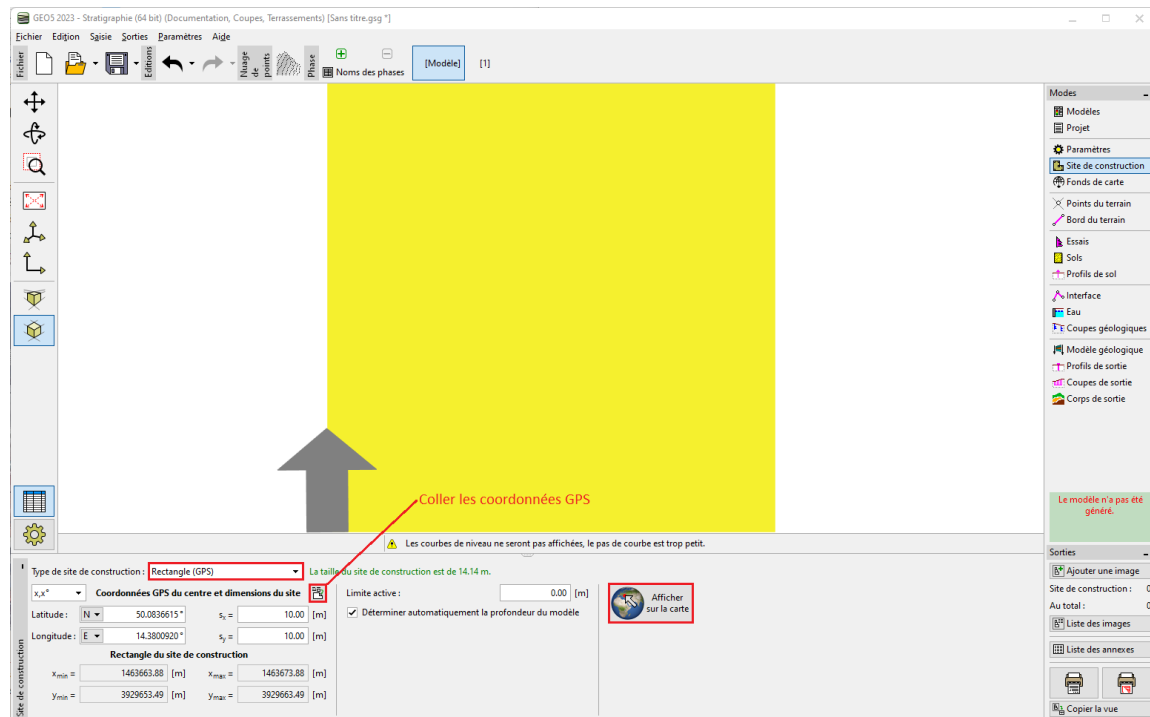 GEO5 2023 - Stratigraphie (64 bit) (Documentation, Coupes, Terrassements) [Sans titre.gsg *]
Fichier Edition Saisie Sorties Paramètres Aide
Fichier
Editions
Nuage de points
Phase
Noms des phases
[Modèle]
[1]
Modes
Modèles
Projet
Paramètres
Site de construction
Fonds de carte
Points du terrain
Bord du terrain
Essais
Sols
Profils de sol
Interface
Eau
Coupes géologiques
Modèle géologique
Profils de sortie
Coupes de sortie
Corps de sortie
Coller les coordonnées GPS
Le modèle n'a pas été
généré.
Les courbes de niveau ne seront pas affichées, le pas de courbe est trop petit.
Site de construction
Type de site de construction : Rectangle (GPS) La taille du site de construction est de 14.14 m.
x,x° Coordonnées GPS du centre et dimensions du site
Latitude : N 50.0836615 ° sx = 10.00 [m]
Longitude : E 14.3800920 ° sy = 10.00 [m]
Rectangle du site de construction
xmin = 1463663.88 [m] xmax = 1463673.88 [m]
ymin = 3929653.49 [m] ymax = 3929663.49 [m]
Limite active : 0.00 [m]
Déterminer automatiquement la profondeur du modèle
Afficher
sur la carte
Sorties
Ajouter une image
Site de construction : 0
Au total : 0
Liste des images
Liste des annexes
Copier la vue